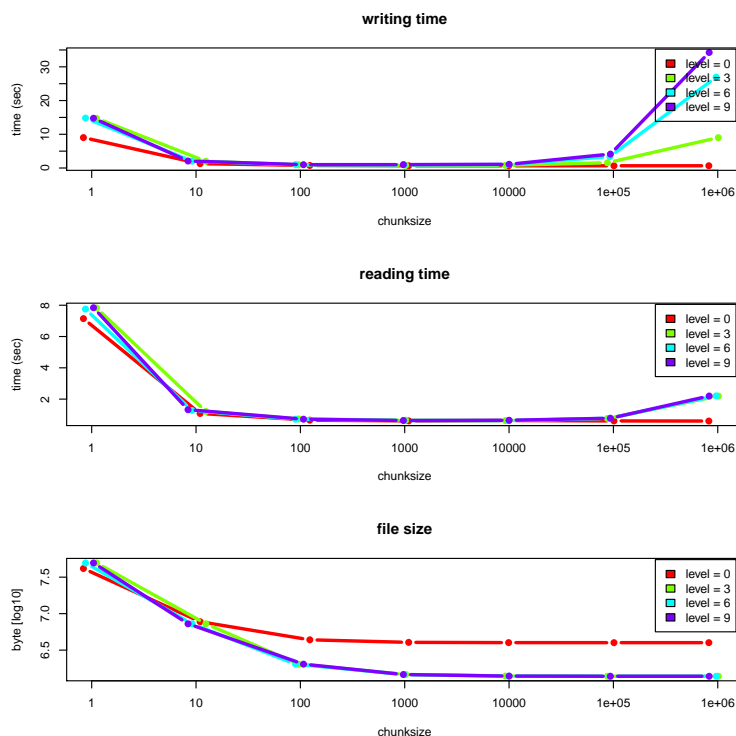 writing time
time (sec)
0
10
20
30
level = 0
level = 3
level = 6
level = 9
1
10
100
1000
10000
1e+05
1e+06
chunksize
reading time
time (sec)
2
4
6
8
level = 0
level = 3
level = 6
level = 9
1
10
100
1000
10000
1e+05
1e+06
chunksize
file size
byte [log10]
6.5
7.0
7.5
level = 0
level = 3
level = 6
level = 9
1
10
100
1000
10000
1e+05
1e+06
chunksize